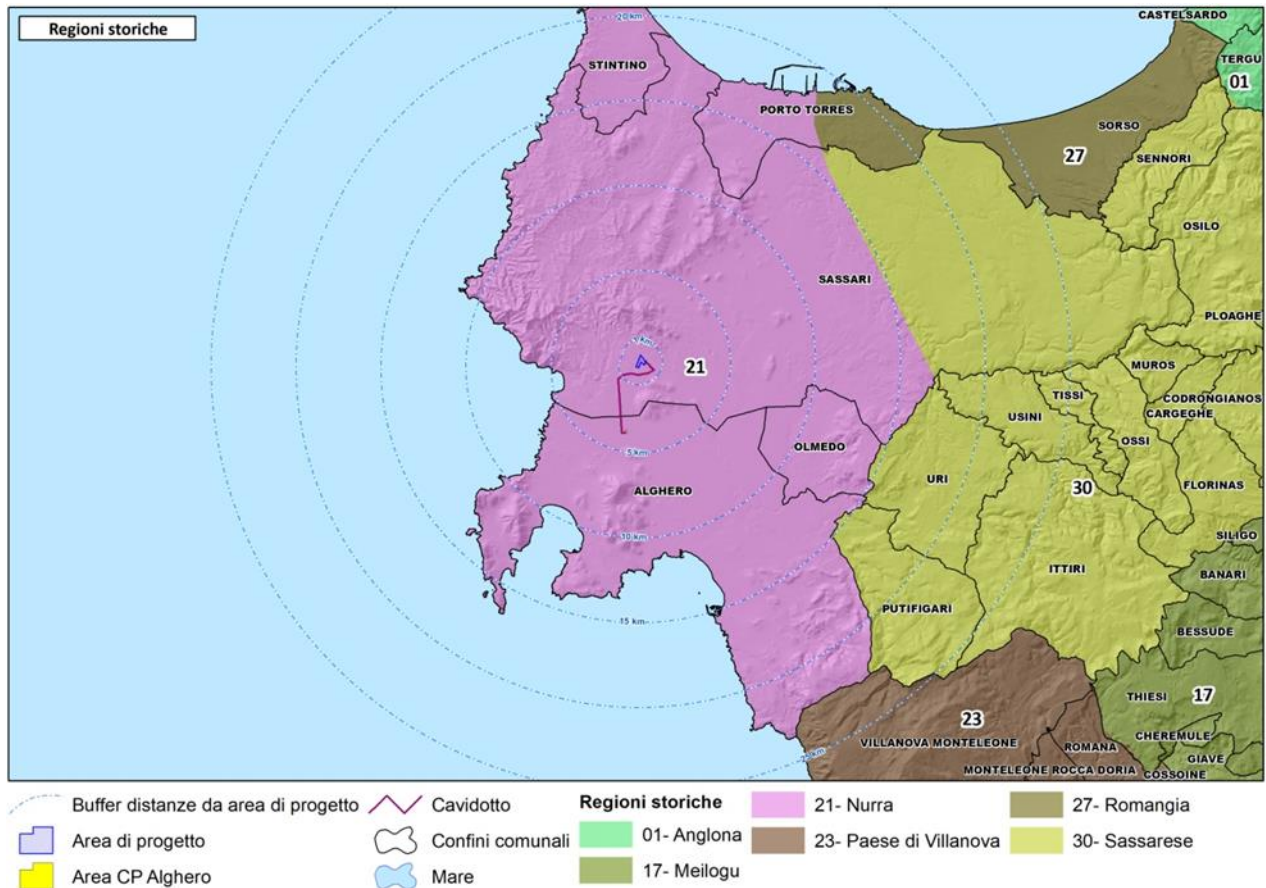 Regioni storiche
20 km
CASTELSARDO
TERGU
01
STINTINO
PORTO TORRES
SORSO
27
SENNORI
OSILO
SASSARI
PLOAGHE
1 km
21
MUROS
TISSI
CODRONGIANOS
USINI
CARGEGHE
OSSI
OLMEDO
URI
5 km
ALGHERO
30
FLORINAS
10 km
SILIGO
ITTIRI
BANARI
PUTIFIGARI
15 km
BESSUDE
THIESI
17
23
VILLANOVA MONTELEONE
ROMANA
CHEREMULE
GIAVE
MONTELEONE ROCCA DORIA
COSSOINE
Buffer distanze da area di progetto
Area di progetto
Area CP Alghero
Cavidotto
Confini comunali
Mare
Regioni storiche
01- Anglona
17- Meilogu
21- Nurra
23- Paese di Villanova
27- Romangia
30- Sassarese